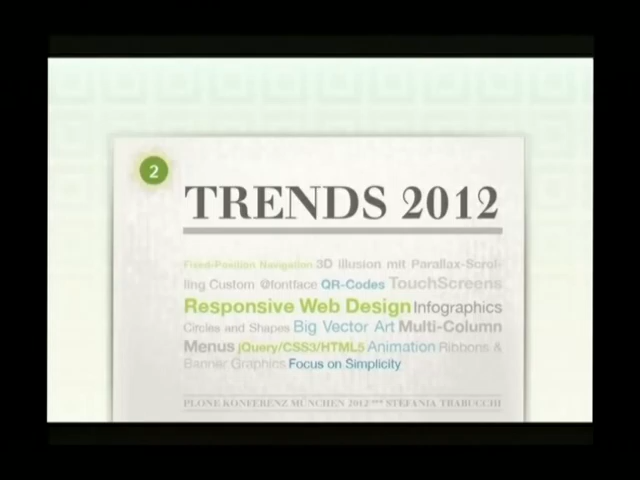 2
TRENDS 2012
Fixed-Position Navigation 3D illusion mit Parallax-Scrol-
ling Custom @fontface QR-Codes TouchScreens
Responsive Web Design Infographics
Circles and Shapes Big Vector Art Multi-Column
Menus jQuery/CSS3/HTML5 Animation Ribbons &
Banner Graphics Focus on Simplicity
PLONE KONFERENZ MÜNCHEN 2012 STEFANIA TRABUCCHI